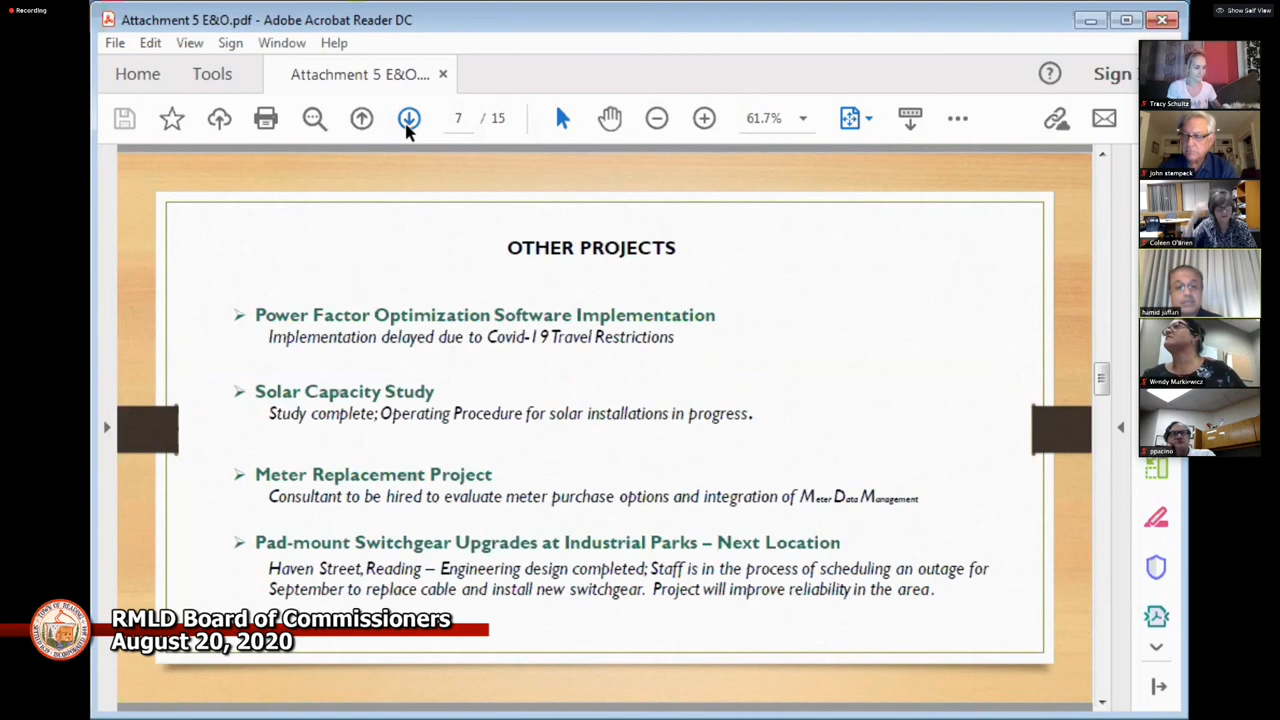 Recording
Show Self View
Attachment 5 E&O.pdf - Adobe Acrobat Reader DC
File Edit View Sign Window Help
Home Tools Attachment 5 E&O.... × ? Sign
7 / 15 61.7%
Tracy Schultz
john stempeck
Coleen O'Brien
hamid jaffari
Wendy Markiewicz
ppacino
OTHER PROJECTS
Power Factor Optimization Software Implementation
Implementation delayed due to Covid-19 Travel Restrictions
Solar Capacity Study
Study complete; Operating Procedure for solar installations in progress.
Meter Replacement Project
Consultant to be hired to evaluate meter purchase options and integration of Meter Data Management
Pad-mount Switchgear Upgrades at Industrial Parks – Next Location
Haven Street, Reading – Engineering design completed; Staff is in the process of scheduling an outage for
September to replace cable and install new switchgear. Project will improve reliability in the area.
RMLD Board of Commissioners
August 20, 2020